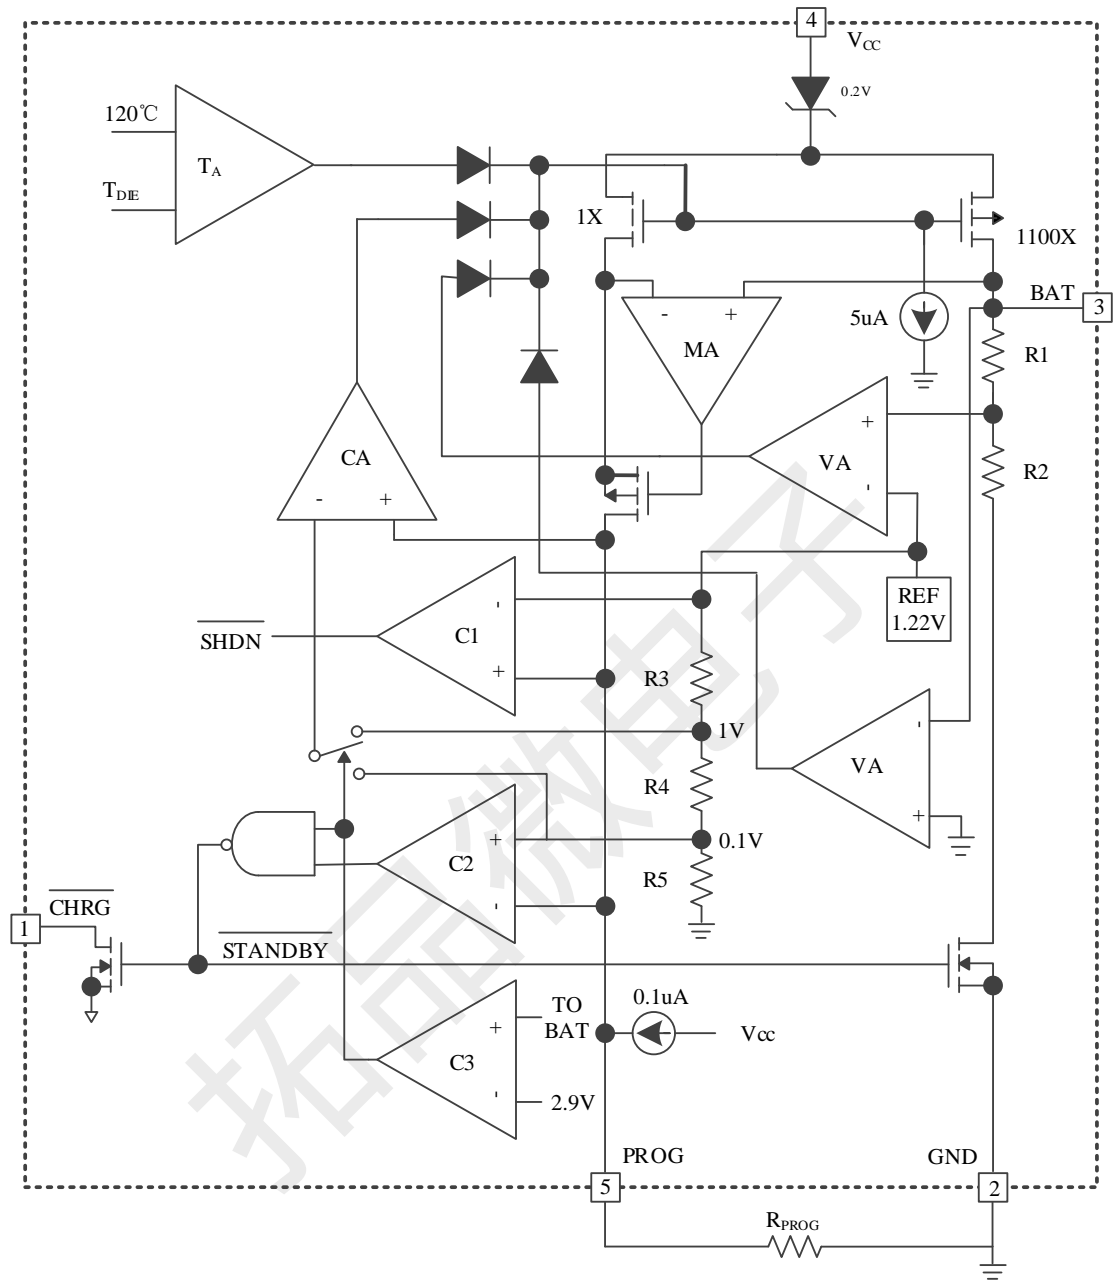 4
VCC
0.2V
120℃
TA
TDIE
1X
1100X
BAT
3
5uA
- +
MA
R1
+
VA
-
R2
CA
- +
REF
1.22V
-
C1
+
SHDN
R3
1V
-
VA
+
R4
0.1V
+
C2
-
R5
CHRG
1
STANDBY
TO
BAT
0.1uA
Vcc
+
C3
-
2.9V
PROG
GND
5
2
RPROG
拓品微电子